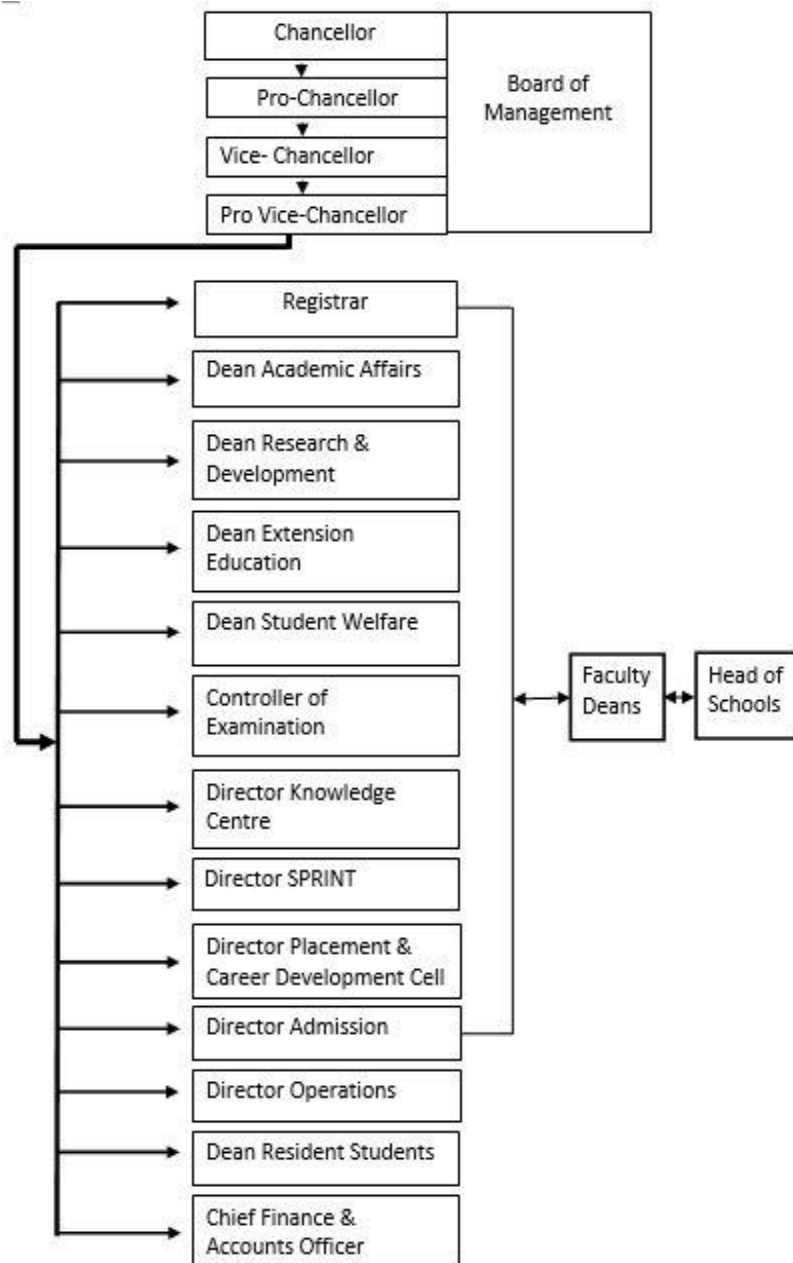 Chancellor
Board of
Management
Pro-Chancellor
Vice- Chancellor
Pro Vice-Chancellor
Registrar
Dean Academic Affairs
Dean Research &
Development
Dean Extension
Education
Dean Student Welfare
Controller of
Examination
Director Knowledge
Centre
Director SPRINT
Director Placement &
Career Development Cell
Director Admission
Director Operations
Dean Resident Students
Chief Finance &
Accounts Officer
Faculty
Deans
Head of
Schools